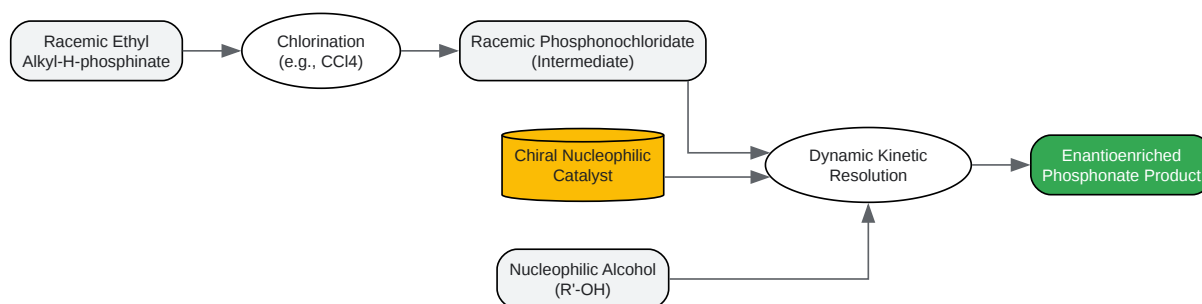 Racemic Ethyl
Alkyl-H-phosphinate
Chlorination
(e.g., CCl4)
Racemic Phosphonochloridate
(Intermediate)
Chiral Nucleophilic
Catalyst
Dynamic Kinetic
Resolution
Enantioenriched
Phosphonate Product
Nucleophilic Alcohol
(R'-OH)